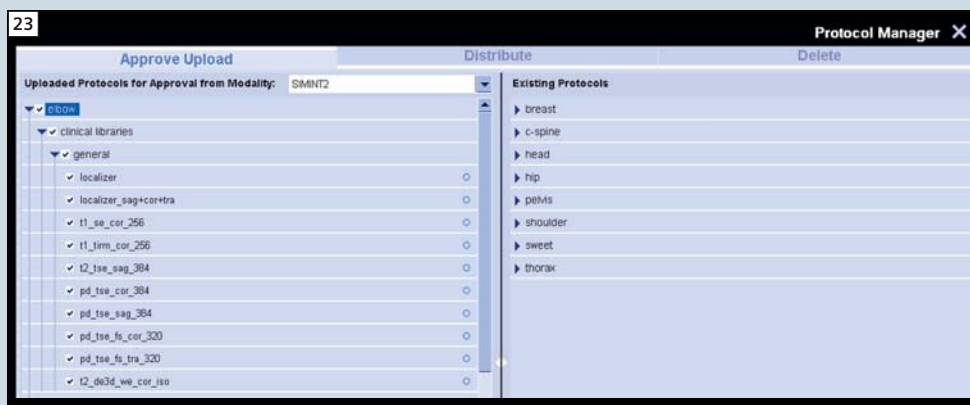 23
Protocol Manager
Approve Upload
Distribute
Delete
Uploaded Protocols for Approval from Modality: SIMINT2
elbow
clinical libraries
general
localizer
localizer_sag+cor+tra
t1_se_cor_256
t1_tirm_cor_256
t2_tse_sag_384
pd_tse_cor_384
pd_tse_sag_384
pd_tse_fs_cor_320
pd_tse_fs_tra_320
t2_de3d_we_cor_iso
Existing Protocols
breast
c-spine
head
hip
pelvis
shoulder
sweet
thorax